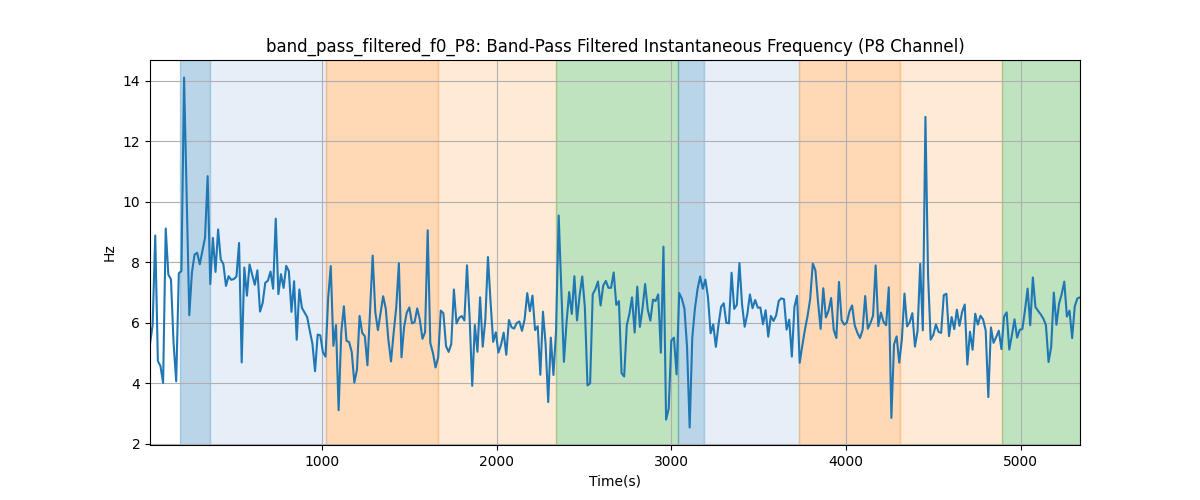 band_pass_filtered_f0_P8: Band-Pass Filtered Instantaneous Frequency (P8 Channel)
14
12
10
8
6
4
2
Hz
1000 2000 3000 4000 5000
Time(s)